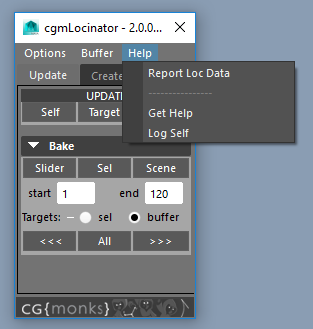 cgmLocinator - 2.0.0...
Options Buffer Help
Update Create
Report Loc Data
UPDAT
Self Target
Get Help
Log Self
Bake
Slider Sel Scene
start 1 end 120
Targets: sel buffer
<<< All >>>
CG{monks}